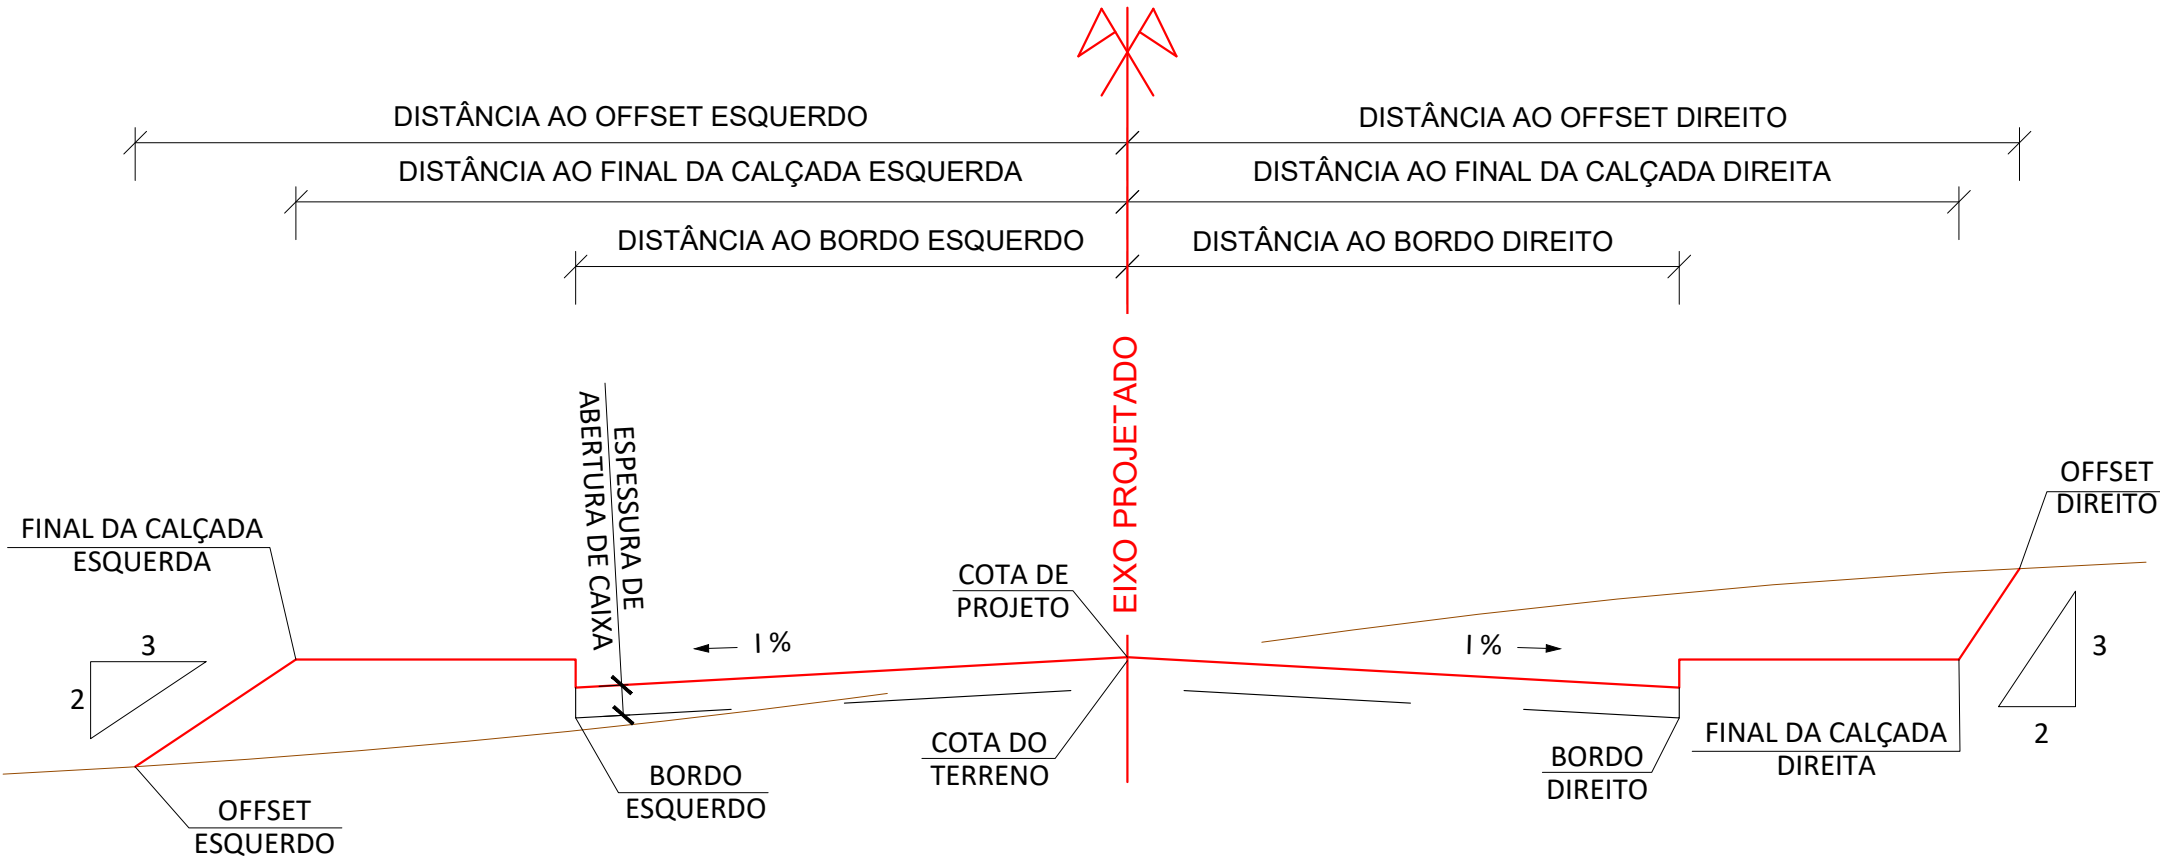 DISTÂNCIA AO OFFSET ESQUERDO
DISTÂNCIA AO OFFSET DIREITO
DISTÂNCIA AO FINAL DA CALÇADA ESQUERDA
DISTÂNCIA AO FINAL DA CALÇADA DIREITA
DISTÂNCIA AO BORDO ESQUERDO
DISTÂNCIA AO BORDO DIREITO
EIXO PROJETADO
ESPESSURA DE
ABERTURA DE CAIXA
OFFSET
DIREITO
FINAL DA CALÇADA
ESQUERDA
COTA DE
PROJETO
3
2
I %
I %
3
2
COTA DO
TERRENO
FINAL DA CALÇADA
DIREITA
BORDO
DIREITO
BORDO
ESQUERDO
OFFSET
ESQUERDO